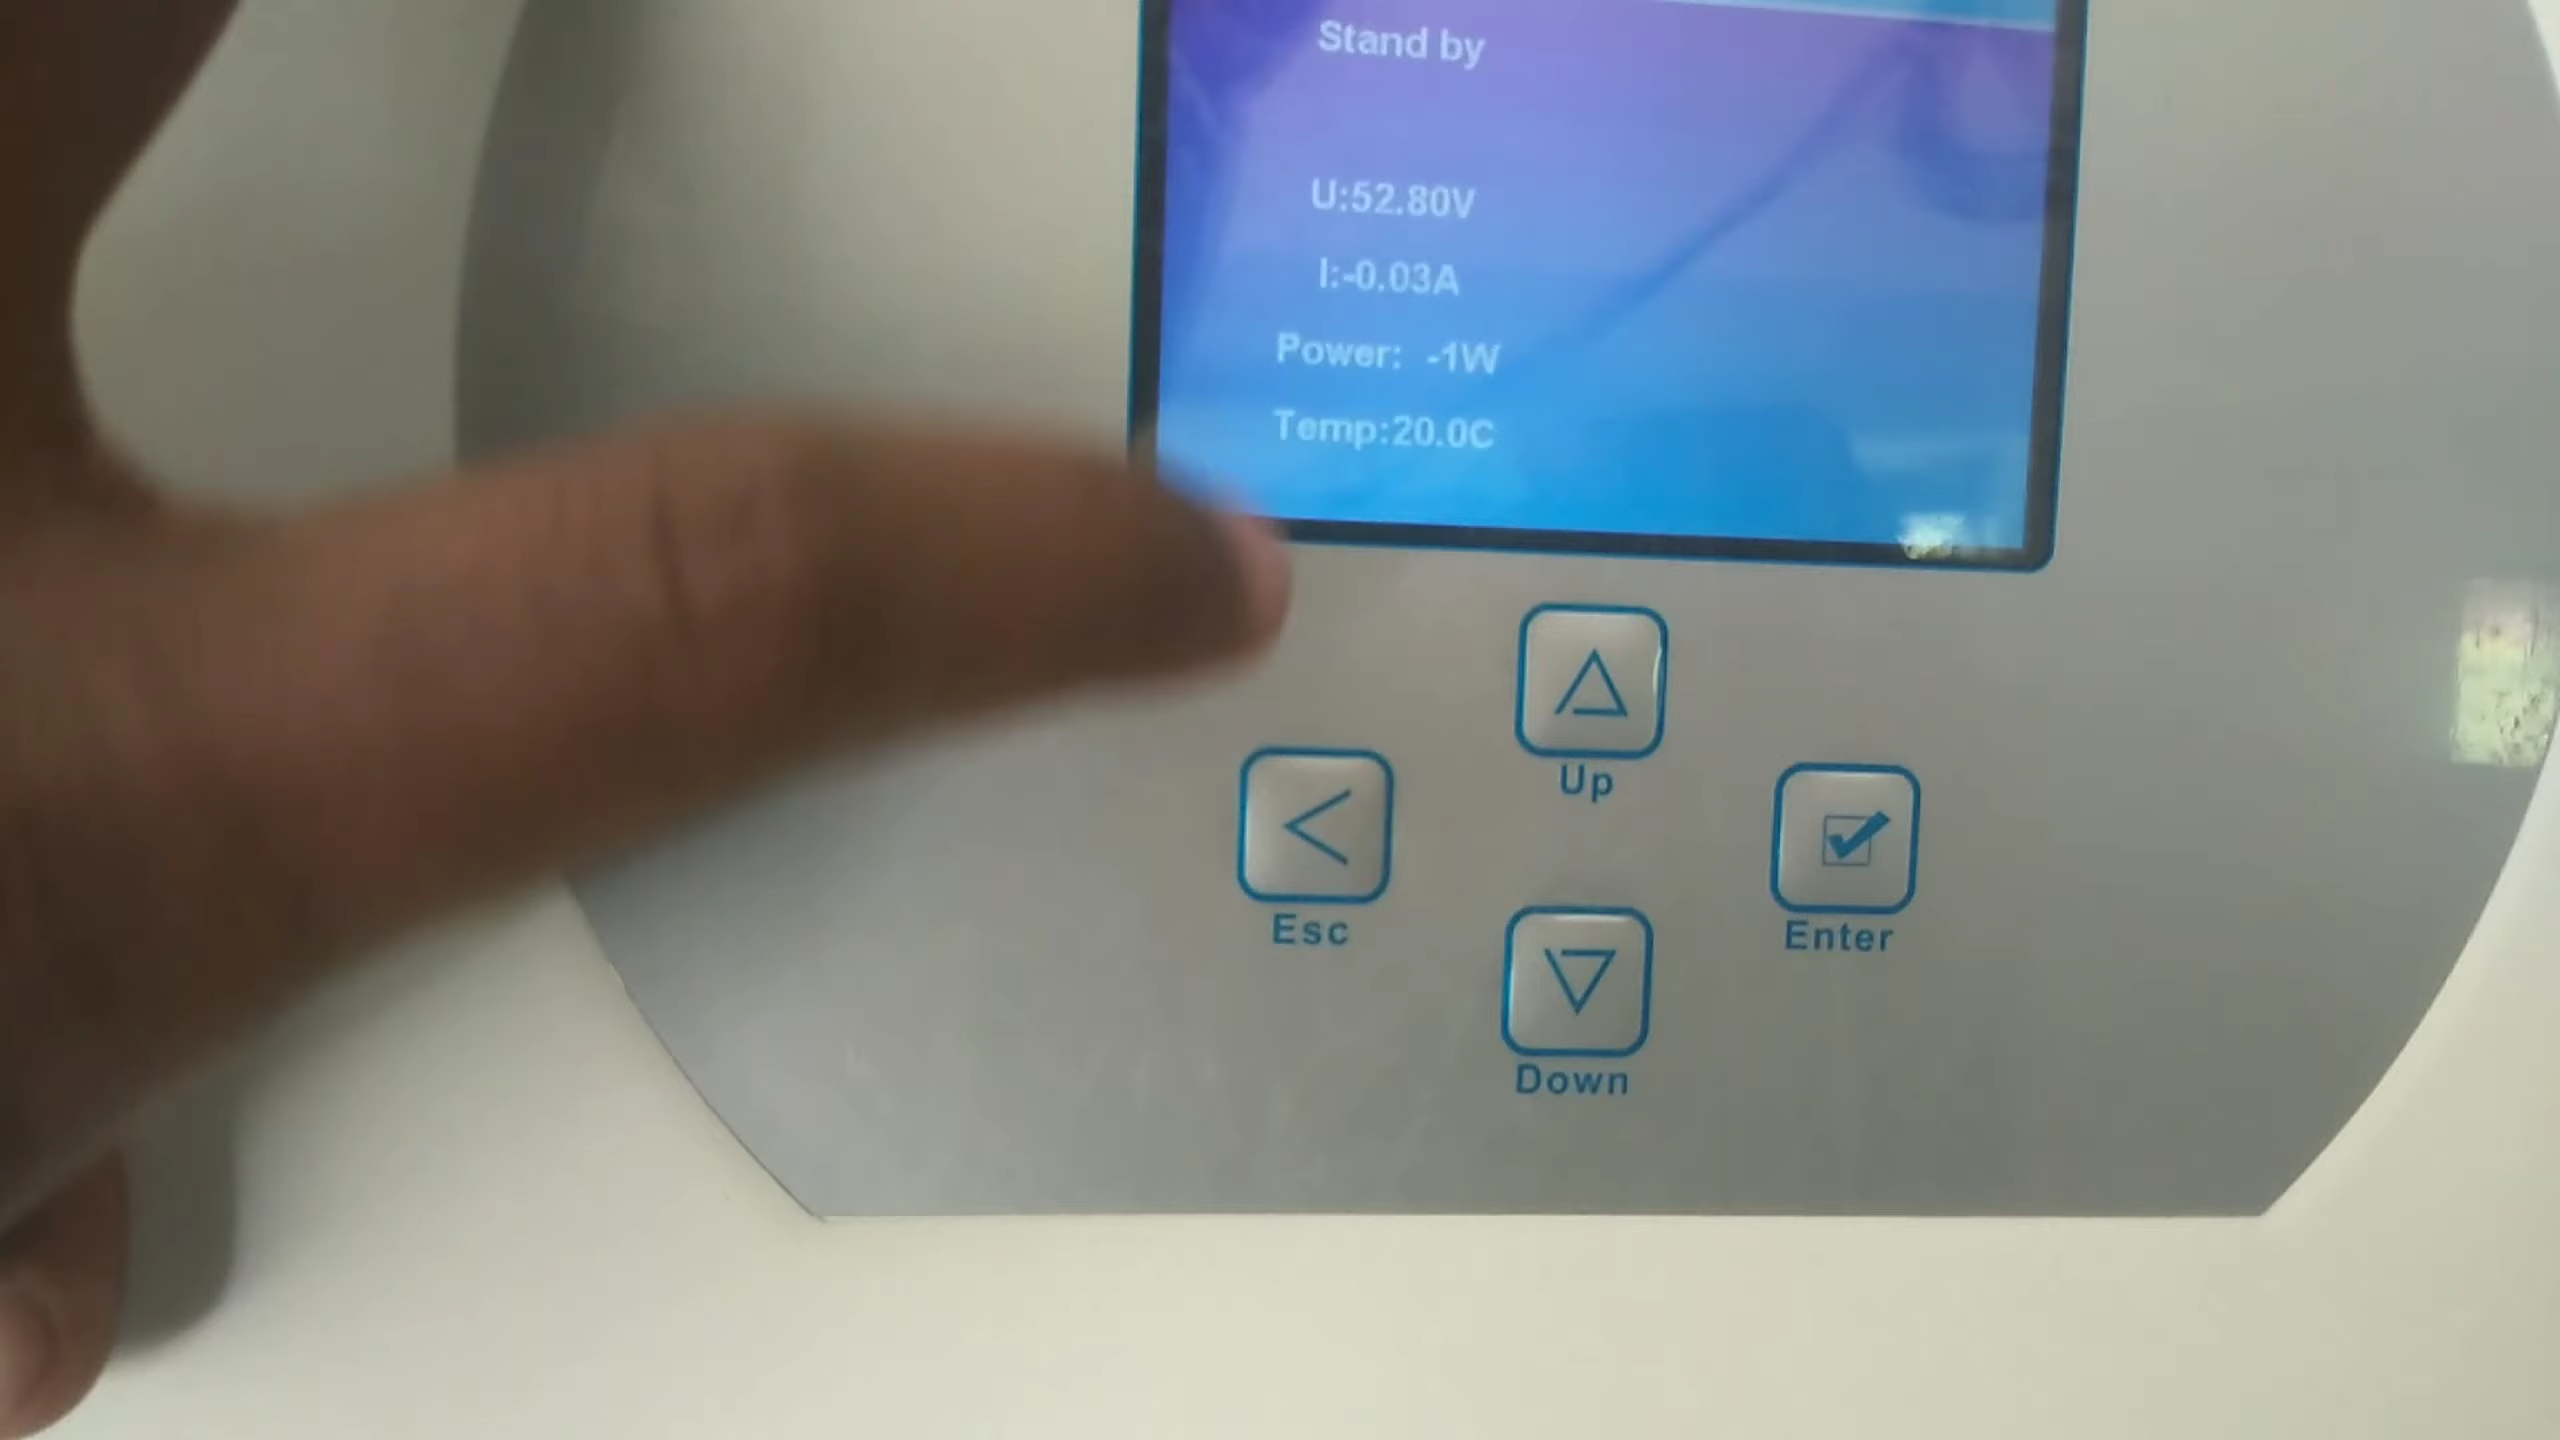 Stand by
U:52.80V
I:-0.03A
Power: -1W
Temp:20.0C
Up
Esc
Enter
Down